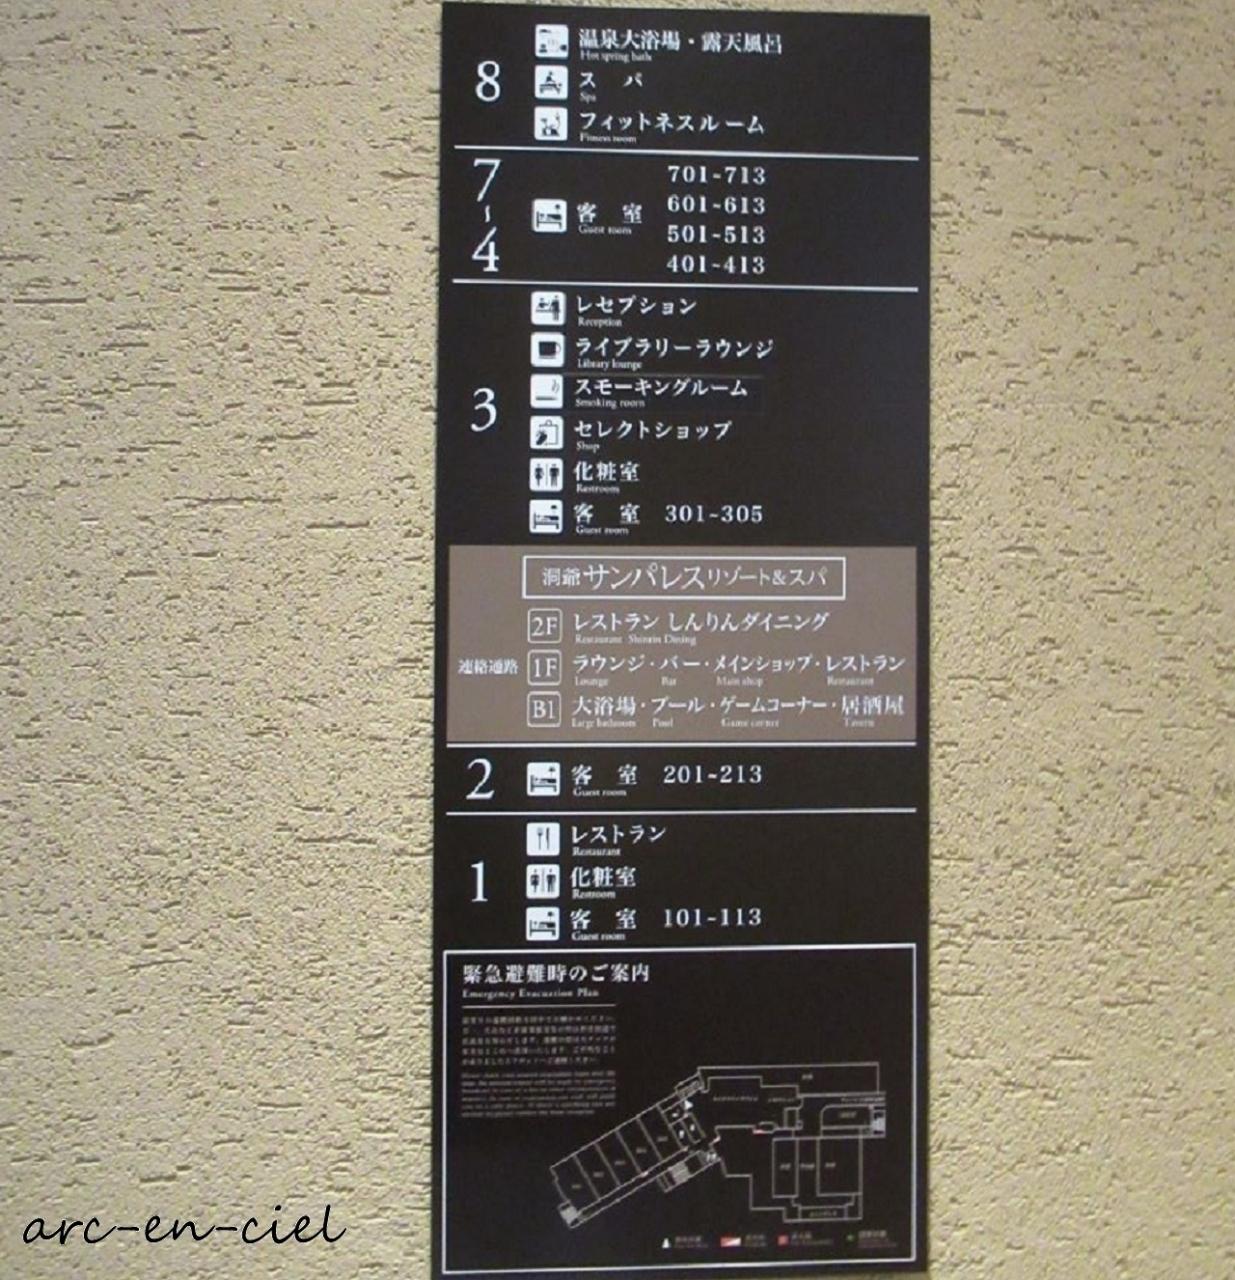 8
温泉大浴場・露天風呂
Hot spring bath
ス パ
Spa
フィットネスルーム
Fitness room
7~4
客 室
Guest room
701~713
601~613
501~513
401~413
3
レセプション
Reception
ライブラリーラウンジ
Library lounge
スモーキングルーム
Smoking room
セレクトショップ
Shop
化粧室
Restroom
客 室 301~305
Guest room
洞爺サンパレスリゾート&スパ
連絡通路
2F レストラン しんりんダイニング
Restaurant Shinrin Dining
1F ラウンジ・バー・メインショップ・レストラン
Lounge Bar Main shop Restaurant
B1 大浴場・プール・ゲームコーナー・居酒屋
Large bathroom Pool Game corner Tavern
2
客 室 201~213
Guest room
1
レストラン
Restaurant
化粧室
Restroom
客 室 101~113
Guest room
緊急避難時のご案内
Emergency Evacuation Plan
arc-en-ciel